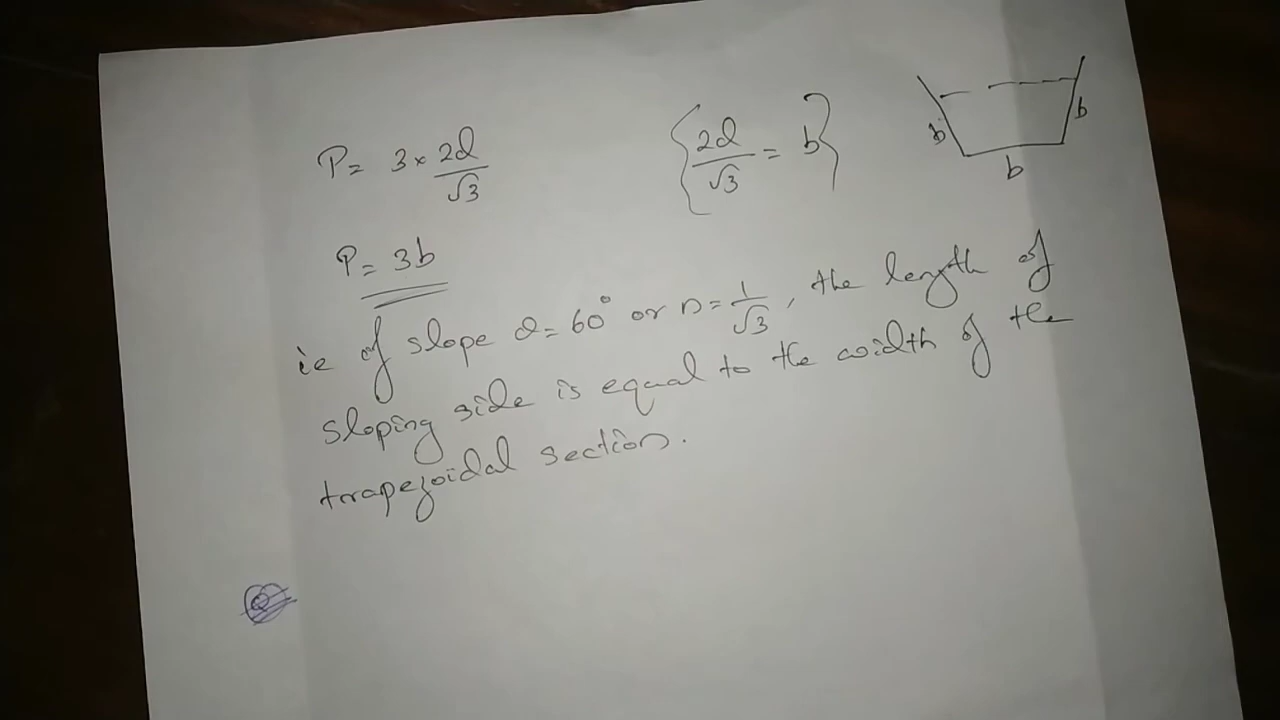 P = 3 × 2d/√3 {2d/√3 = b}
b b
b
P = 3b
ie of slope θ = 60° or n = 1/√3, the length of
sloping side is equal to the width of the
trapezoidal section.